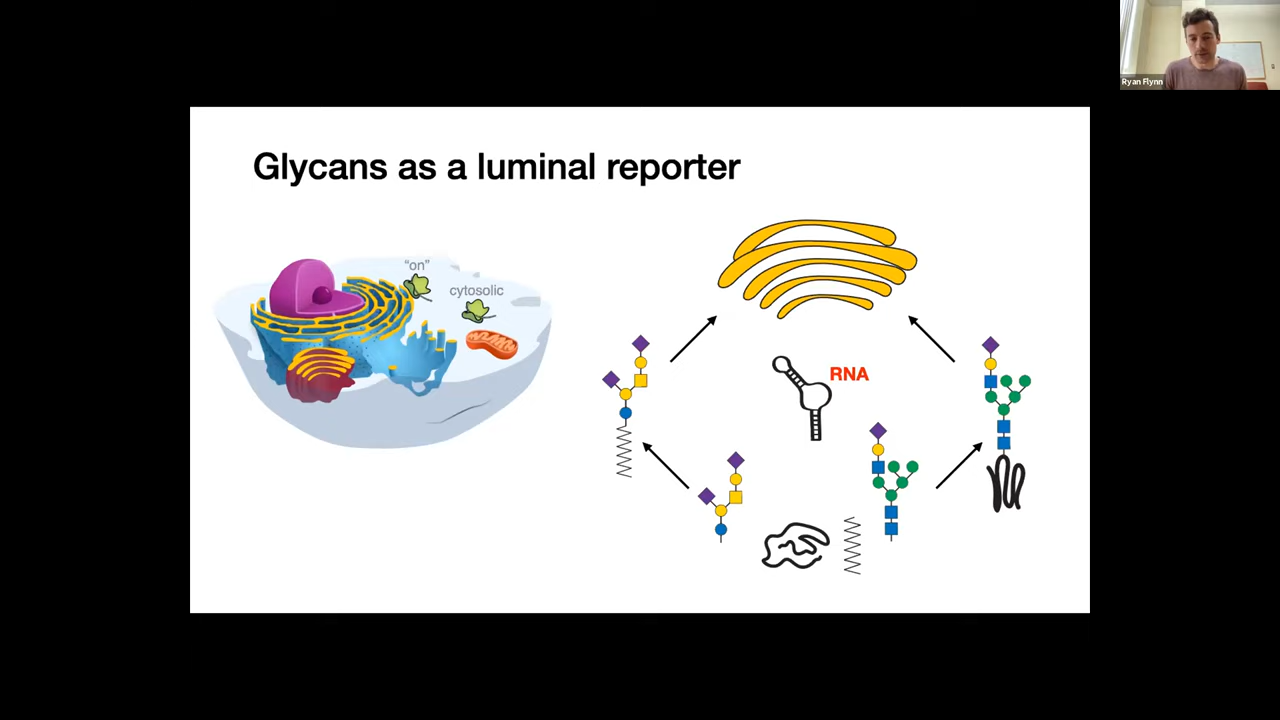 Ryan Flynn
Glycans as a luminal reporter
"on"
cytosolic
RNA